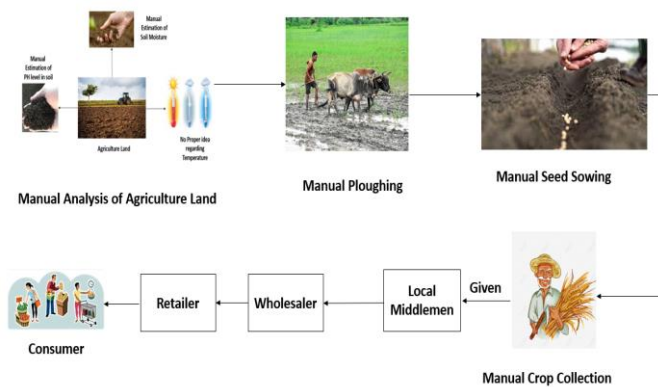 Manual
Estimation of
Soil Moisture
Manual
Estimation of
PH level in soil
Agriculture Land
No Proper idea
regarding
Temperature
Manual Analysis of Agriculture Land
Manual Ploughing
Manual Seed Sowing
Consumer
Retailer
Wholesaler
Local
Middlemen
Given
Manual Crop Collection